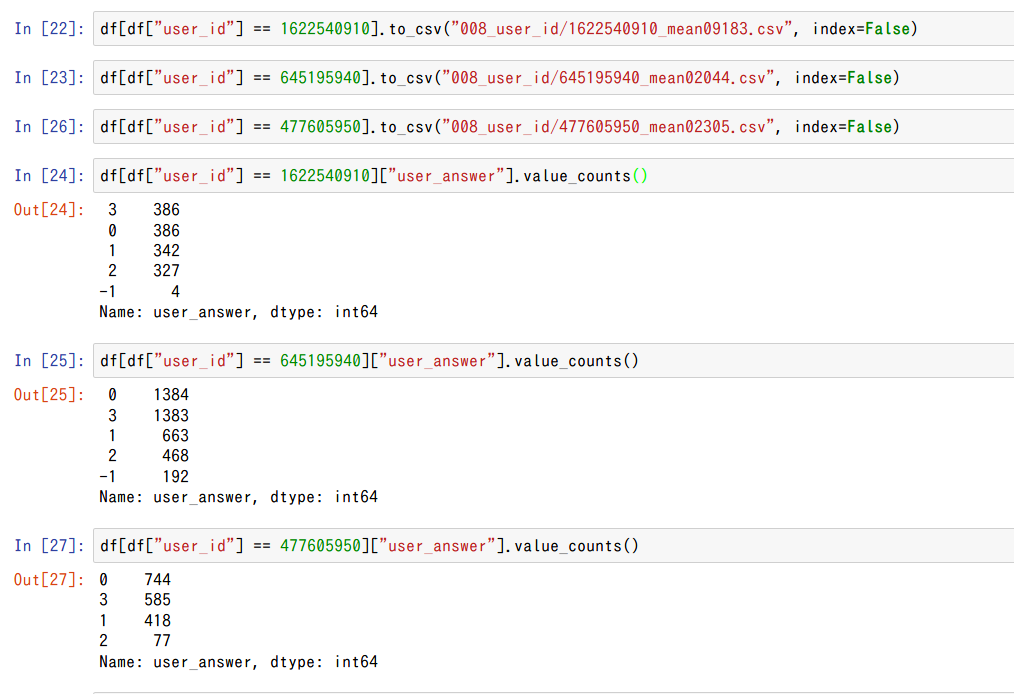 In [22]: df[df["user_id"] == 1622540910].to_csv("008_user_id/1622540910_mean09183.csv", index=False)
In [23]: df[df["user_id"] == 645195940].to_csv("008_user_id/645195940_mean02044.csv", index=False)
In [26]: df[df["user_id"] == 477605950].to_csv("008_user_id/477605950_mean02305.csv", index=False)
In [24]: df[df["user_id"] == 1622540910]["user_answer"].value_counts()
Out[24]: 3 386
0 386
1 342
2 327
-1 4
Name: user_answer, dtype: int64
In [25]: df[df["user_id"] == 645195940]["user_answer"].value_counts()
Out[25]: 0 1384
3 1383
1 663
2 468
-1 192
Name: user_answer, dtype: int64
In [27]: df[df["user_id"] == 477605950]["user_answer"].value_counts()
Out[27]: 0 744
3 585
1 418
2 77
Name: user_answer, dtype: int64